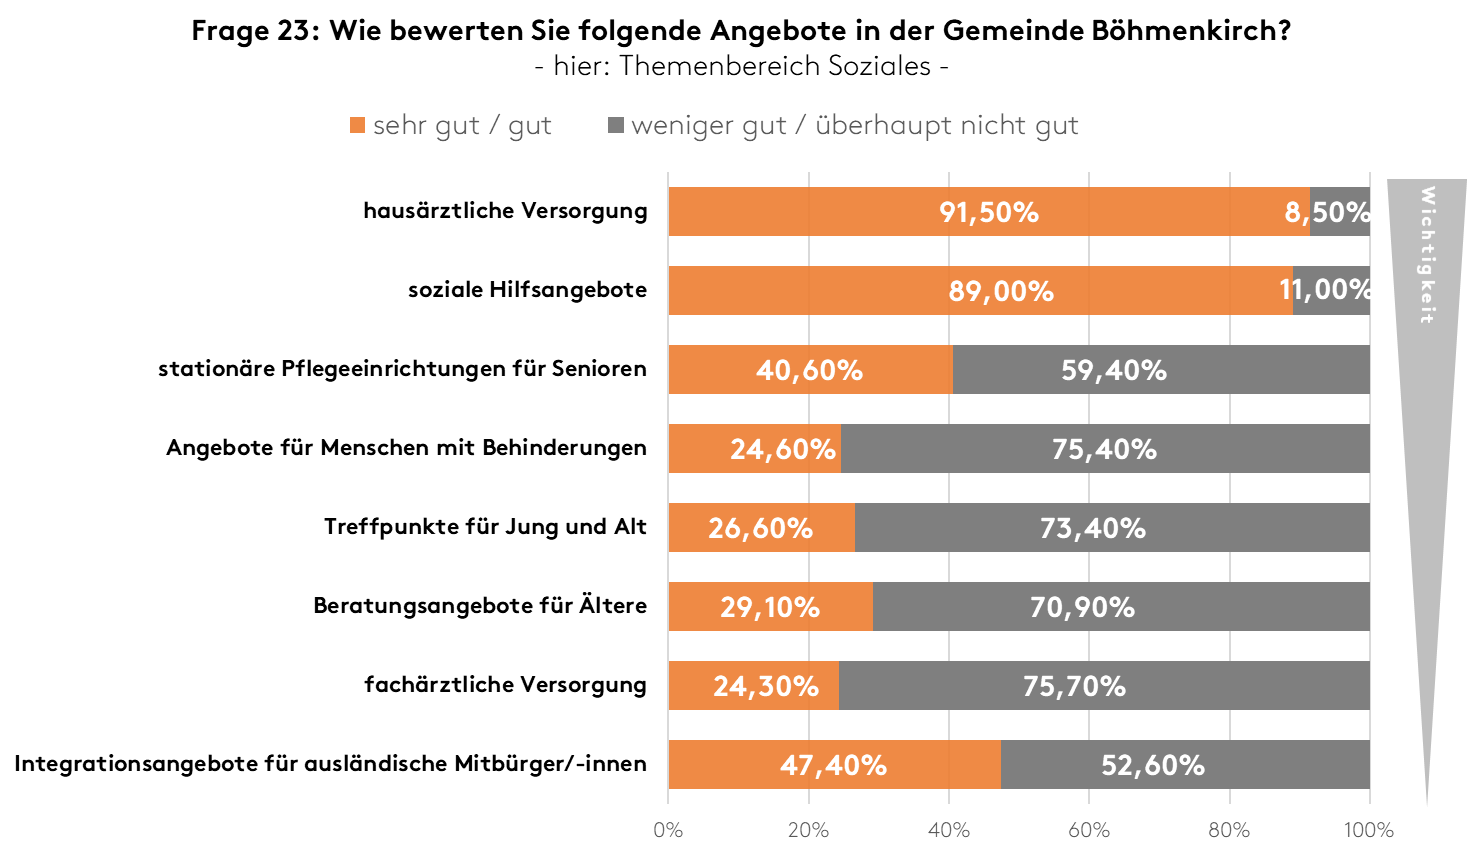 Frage 23: Wie bewerten Sie folgende Angebote in der Gemeinde Böhmenkirch?
- hier: Themenbereich Soziales -
sehr gut / gut
weniger gut / überhaupt nicht gut
hausärztliche Versorgung 91,50% 8,50%
soziale Hilfsangebote 89,00% 11,00%
stationäre Pflegeeinrichtungen für Senioren 40,60% 59,40%
Angebote für Menschen mit Behinderungen 24,60% 75,40%
Treffpunkte für Jung und Alt 26,60% 73,40%
Beratungsangebote für Ältere 29,10% 70,90%
fachärztliche Versorgung 24,30% 75,70%
Integrationsangebote für ausländische Mitbürger/-innen 47,40% 52,60%
0% 20% 40% 60% 80% 100%
Wichtigkeit